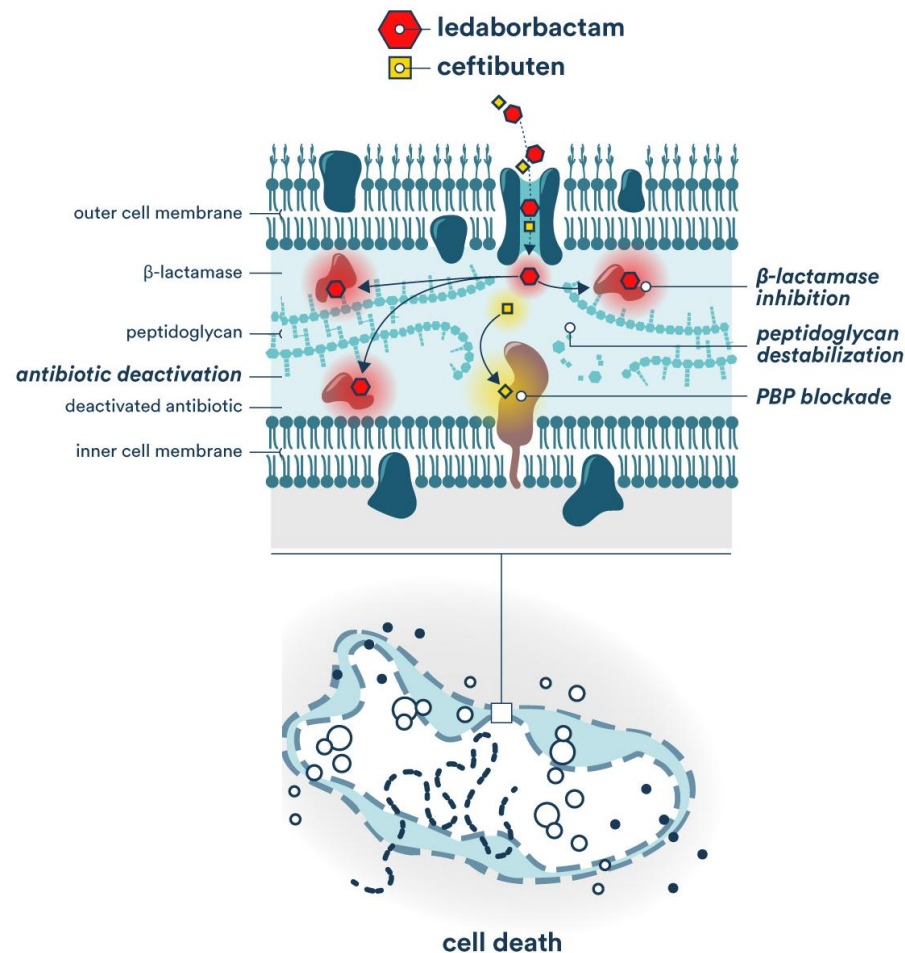 ledaborbactam
ceftibuten
outer cell membrane
β-lactamase
peptidoglycan
antibiotic deactivation
deactivated antibiotic
inner cell membrane
β-lactamase
inhibition
peptidoglycan
destabilization
PBP blockade
cell death